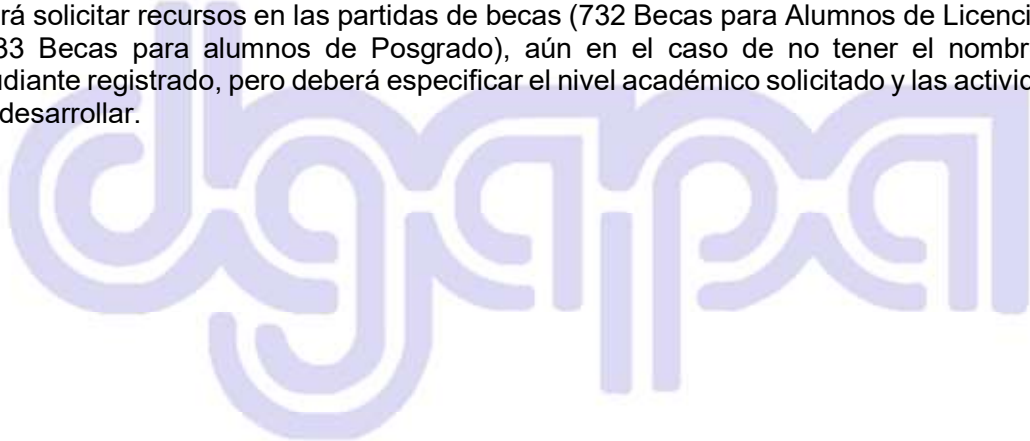 rá solicitar recursos en las partidas de becas (732 Becas para Alumnos de Licenci
33 Becas para alumnos de Posgrado), aún en el caso de no tener el nombr
udiante registrado, pero deberá especificar el nivel académico solicitado y las activid
desarrollar.
dgapa